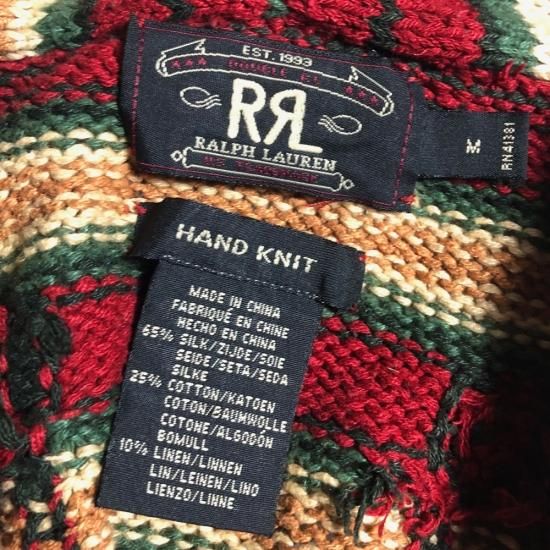 EST. 1993
DOUBLE RL
RRL
RALPH LAUREN
M
RN41381
HAND KNIT
MADE IN CHINA
FABRIQUÉ EN CHINE
HECHO EN CHINA
65% SILK/ZIJDE/SOIE
SEIDE/SETA/SEDA
SILKE
25% COTTON/KATOEN
COTON/BAUMWOLLE
COTONE/ALGODÓN
BOMULL
10% LINEN/LINNEN
LIN/LEINEN/LINO
LIENZO/LINNE